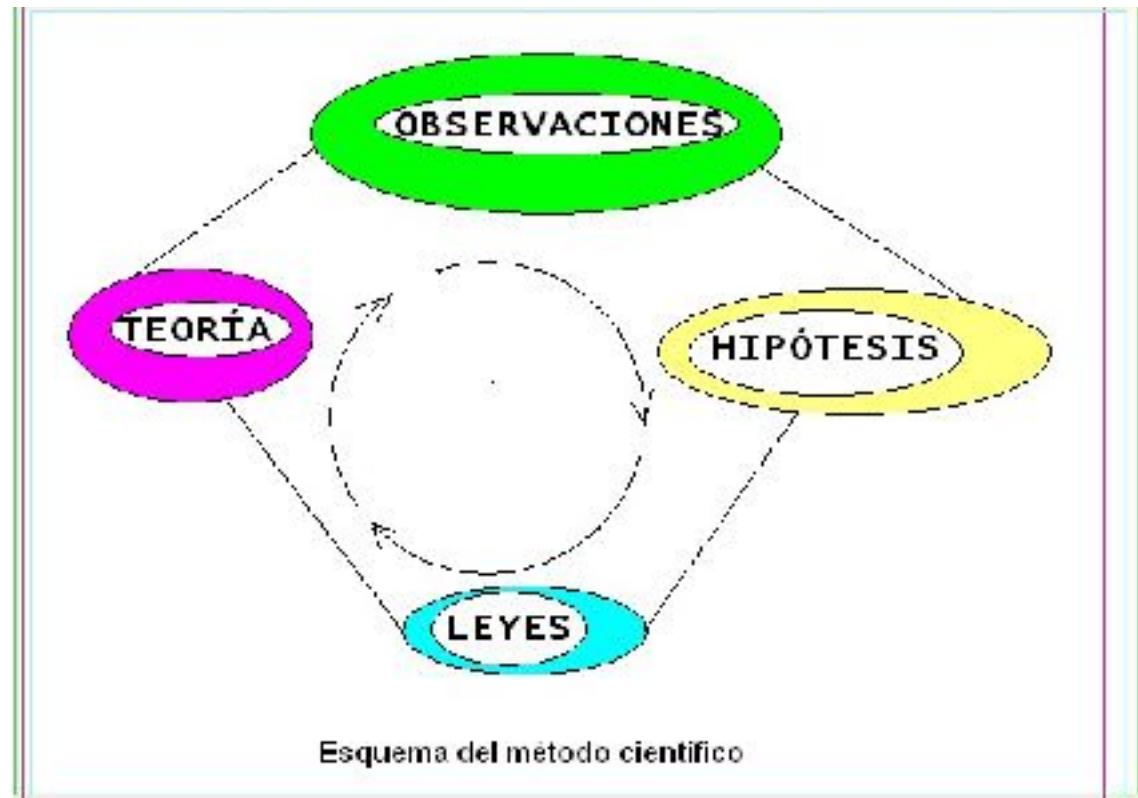 OBSERVACIONES
TEORÍA
HIPÓTESIS
LEYES
Esquema del método científico